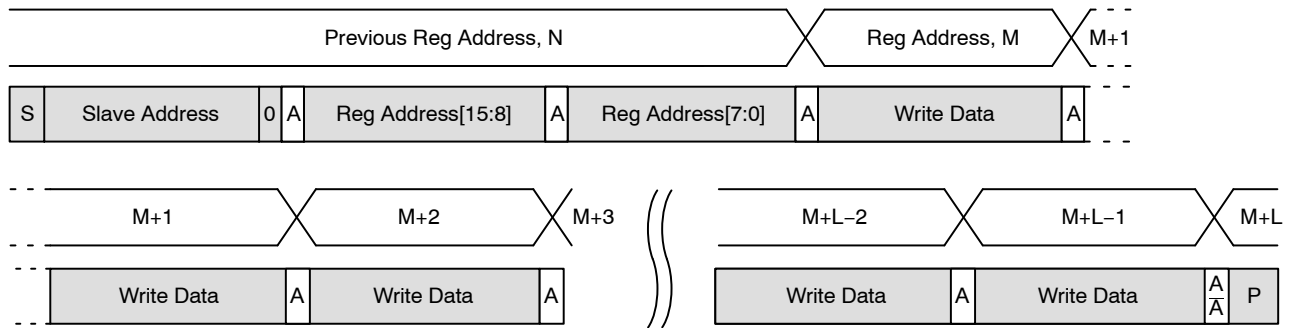 Previous Reg Address, N Reg Address, M M+1
S Slave Address 0 A Reg Address[15:8] A Reg Address[7:0] A Write Data A
M+1 M+2 M+3 M+L−2 M+L−1 M+L
Write Data A Write Data A Write Data A Write Data A/A̅ P